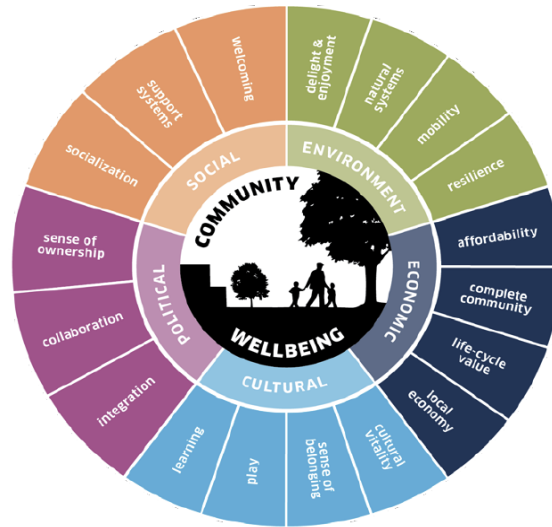 COMMUNITY
WELLBEING
SOCIAL
socialization
support
systems
welcoming
ENVIRONMENT
delight &
enjoyment
natural
systems
mobility
resilience
ECONOMIC
affordability
complete
community
life-cycle
value
local
economy
CULTURAL
cultural
vitality
sense of
belonging
play
learning
POLITICAL
integration
collaboration
sense of
ownership